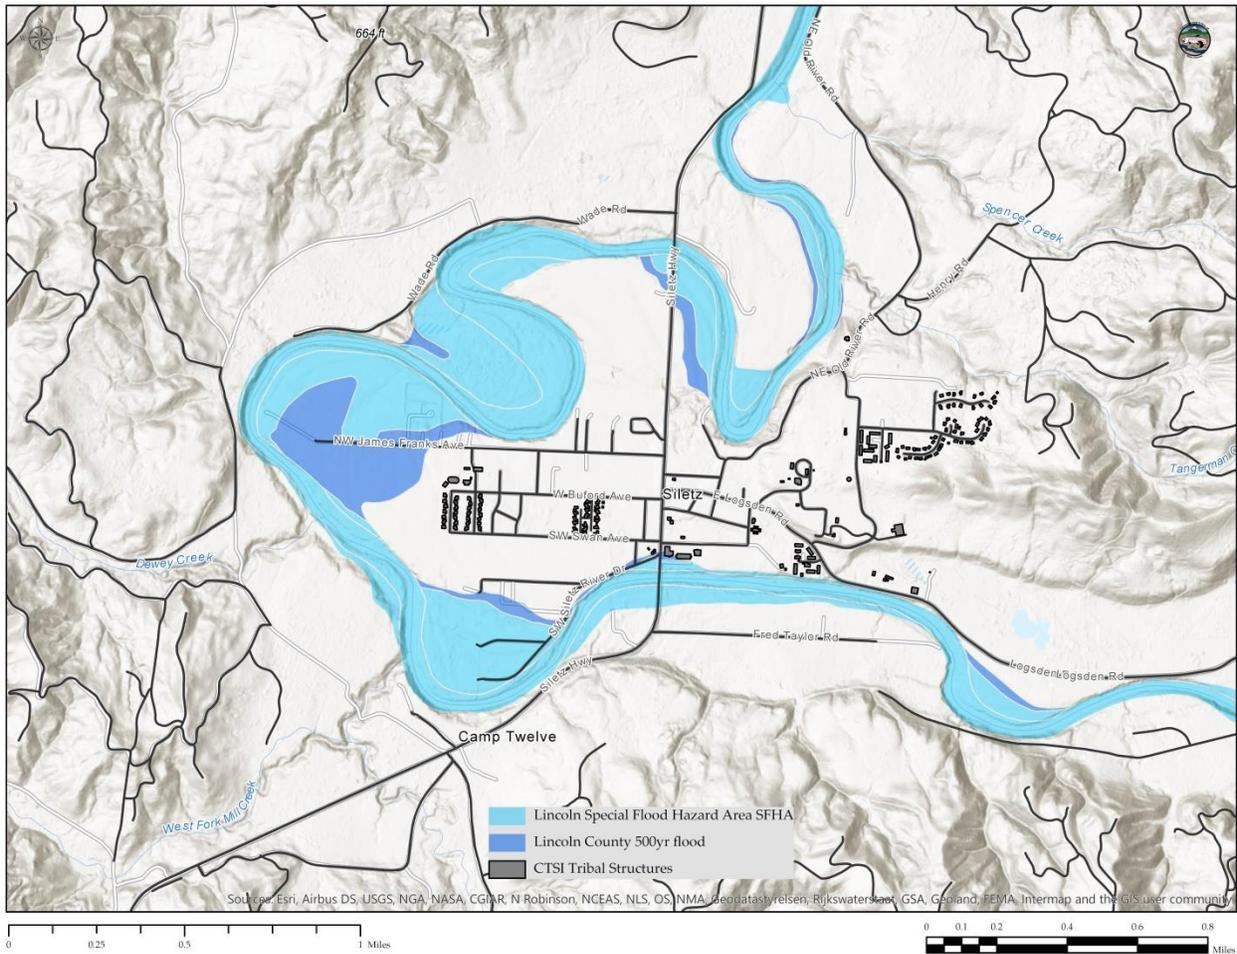 664 ft
NE Old River Rd
Spencer Creek
Wade Rd
Wade Rd
Siletz Hwy
Henry Rd
NE Old River Rd
NW James Franks Ave
Tangerman C
W Buford Ave
Siletz
E Logsden Rd
SW Swan Ave
Dewey Creek
SW Siletz River Dr
Fred Taylor Rd
Siletz Hwy
Logsden Logsden Rd
Camp Twelve
West Fork Mill Creek
Lincoln Special Flood Hazard Area SFHA
Lincoln County 500yr flood
CTSI Tribal Structures
Sources: Esri, Airbus DS, USGS, NGA, NASA, CGIAR, N Robinson, NCEAS, NLS, OS, NMA, Geodatastyrelsen, Rijkswaterstaat, GSA, Geoland, FEMA, Intermap and the GIS user community
0 0.25 0.5 1 Miles
0 0.1 0.2 0.4 0.6 0.8
Miles